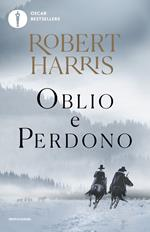 OSCAR
BESTSELLERS
ROBERT
HARRIS
OBLIO
e
PERDONO
MONDADORI